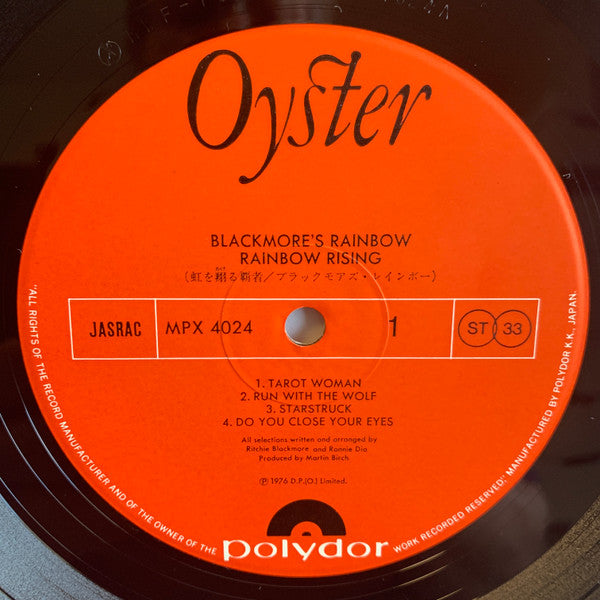 Oyster
BLACKMORE'S RAINBOW
RAINBOW RISING
(虹を翔る覇者/ブラックモアズ・レインボー)
JASRAC
MPX 4024
1
ST 33
1. TAROT WOMAN
2. RUN WITH THE WOLF
3. STARSTRUCK
4. DO YOU CLOSE YOUR EYES
All selections written and arranged by
Ritchie Blackmore and Ronnie Dio
Produced by Martin Birch.
Ⓟ 1976 D.P.(O.) Limited.
"ALL RIGHTS OF THE RECORD MANUFACTURER AND OF THE OWNER OF THE
polydor
WORK RECORDED RESERVED: MANUFACTURED BY POLYDOR K.K. JAPAN.